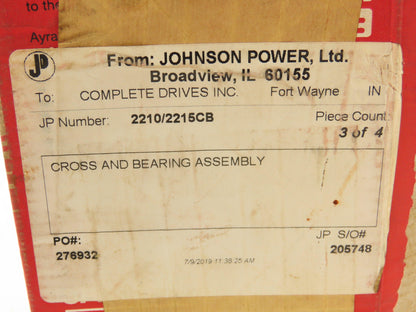 to the
Ayra
JP
From: JOHNSON POWER, Ltd.
Broadview, IL 60155
To: COMPLETE DRIVES INC. Fort Wayne IN
JP Number: 2210/2215CB Piece Count
3 of 4
CROSS AND BEARING ASSEMBLY
PO#: JP S/O#
276932 205748
7/9/2019 11:38:25 AM